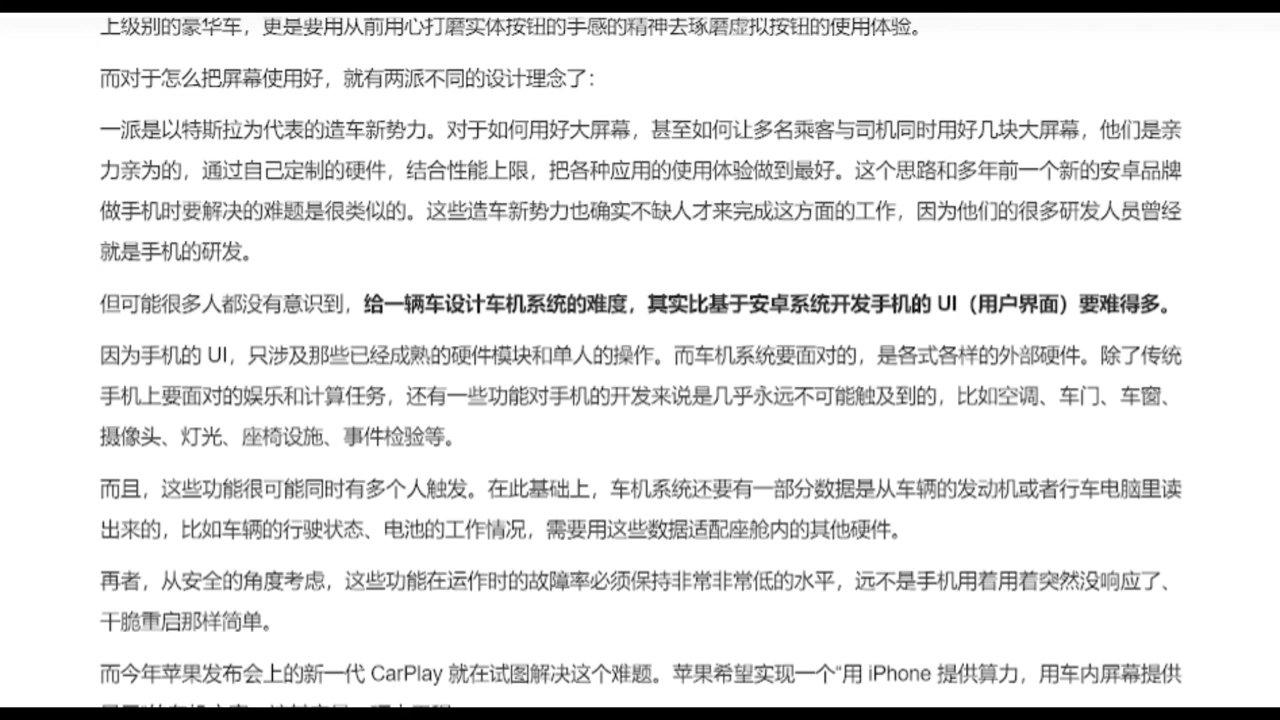 上级别的豪华车，更是要用从前用心打磨实体按钮的手感的精神去琢磨虚拟按钮的使用体验。
而对于怎么把屏幕使用好，就有两派不同的设计理念了：
一派是以特斯拉为代表的造车新势力。对于如何用好大屏幕，甚至如何让多名乘客与司机同时用好几块大屏幕，他们是亲
力亲为的，通过自己定制的硬件，结合性能上限，把各种应用的使用体验做到最好。这个思路和多年前一个新的安卓品牌
做手机时要解决的难题是很类似的。这些造车新势力也确实不缺人才来完成这方面的工作，因为他们的很多研发人员曾经
就是手机的研发。
但可能很多人都没有意识到，给一辆车设计车机系统的难度，其实比基于安卓系统开发手机的 UI（用户界面）要难得多。
因为手机的 UI，只涉及那些已经成熟的硬件模块和单人的操作。而车机系统要面对的，是各式各样的外部硬件。除了传统
手机上要面对的娱乐和计算任务，还有一些功能对手机的开发来说是几乎永远不可能触及到的，比如空调、车门、车窗、
摄像头、灯光、座椅设施、事件检验等。
而且，这些功能很可能同时有多个人触发。在此基础上，车机系统还要有一部分数据是从车辆的发动机或者行车电脑里读
出来的，比如车辆的行驶状态、电池的工作情况，需要用这些数据适配座舱内的其他硬件。
再者，从安全的角度考虑，这些功能在运作时的故障率必须保持非常非常低的水平，远不是手机用着用着突然没响应了、
干脆重启那样简单。
而今年苹果发布会上的新一代 CarPlay 就在试图解决这个难题。苹果希望实现一个“用 iPhone 提供算力，用车内屏幕提供